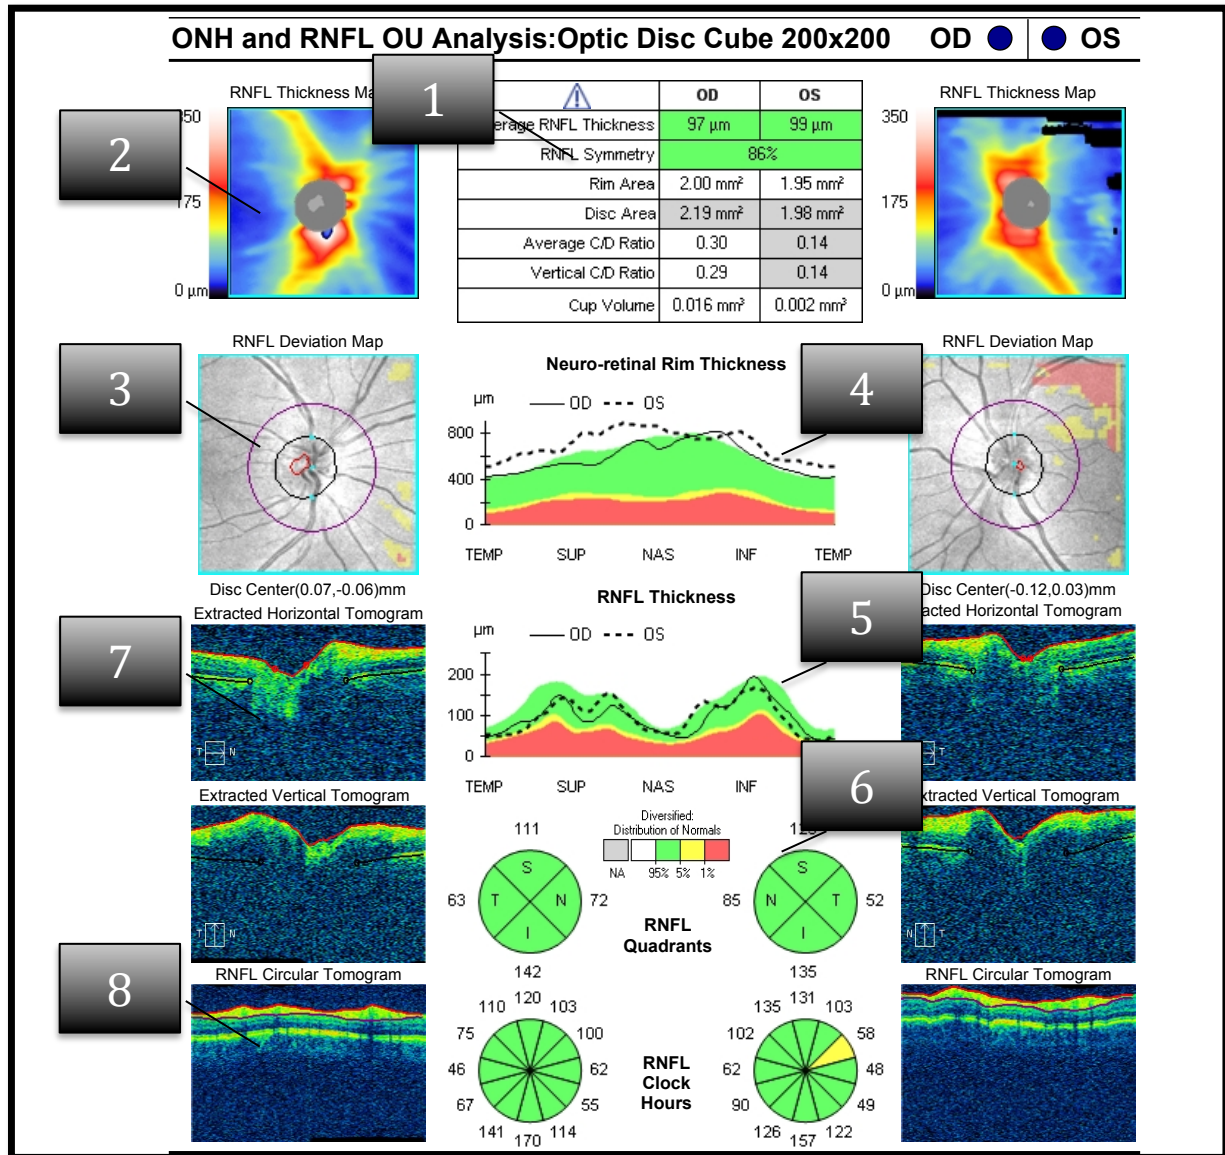 ONH and RNFL OU Analysis:Optic Disc Cube 200x200 OD OS
1
2
3
4
5
6
7
8
RNFL Thickness Ma
350
175
0 µm
OD OS
erage RNFL Thickness 97 µm 99 µm
RNFL Symmetry 86%
Rim Area 2.00 mm² 1.95 mm²
Disc Area 2.19 mm² 1.98 mm²
Average C/D Ratio 0.30 0.14
Vertical C/D Ratio 0.29 0.14
Cup Volume 0.016 mm³ 0.002 mm³
RNFL Thickness Map
350
175
0 µm
RNFL Deviation Map
Disc Center(0.07,-0.06)mm
Neuro-retinal Rim Thickness
µm OD OS
800
400
0
TEMP SUP NAS INF TEMP
RNFL Deviation Map
Disc Center(-0.12,0.03)mm
Extracted Horizontal Tomogram
T N
RNFL Thickness
µm OD OS
200
100
0
TEMP SUP NAS INF
acted Horizontal Tomogram
T
Extracted Vertical Tomogram
T N
Diversified:
Distribution of Normals
NA 95% 5% 1%
111
S
63 T N 72
I
142
RNFL
Quadrants
S
85 N T 52
I
135
xtracted Vertical Tomogram
N T
RNFL Circular Tomogram
120
110 103
75 100
46 62
67 55
141 114
170
RNFL
Clock
Hours
131
135 103
102 58
62 48
90 49
126 122
157
RNFL Circular Tomogram